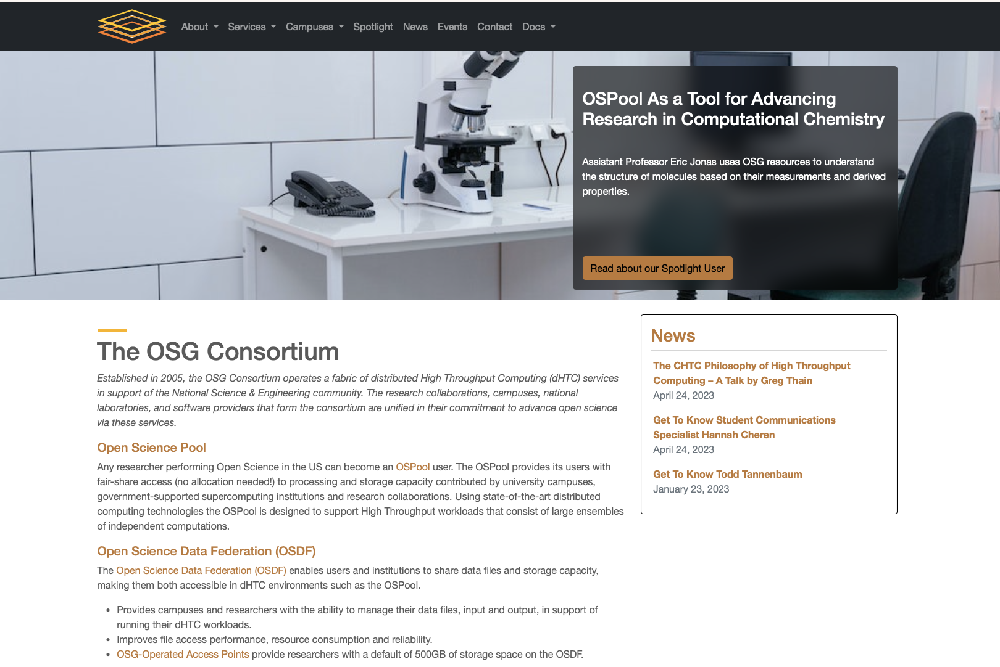 About Services Campuses Spotlight News Events Contact Docs
OSPool As a Tool for Advancing
Research in Computational Chemistry
Assistant Professor Eric Jonas uses OSG resources to understand
the structure of molecules based on their measurements and derived
properties.
Read about our Spotlight User
The OSG Consortium
Established in 2005, the OSG Consortium operates a fabric of distributed High Throughput Computing (dHTC) services
in support of the National Science & Engineering community. The research collaborations, campuses, national
laboratories, and software providers that form the consortium are unified in their commitment to advance open science
via these services.
Open Science Pool
Any researcher performing Open Science in the US can become an OSPool user. The OSPool provides its users with
fair-share access (no allocation needed!) to processing and storage capacity contributed by university campuses,
government-supported supercomputing institutions and research collaborations. Using state-of-the-art distributed
computing technologies the OSPool is designed to support High Throughput workloads that consist of large ensembles
of independent computations.
Open Science Data Federation (OSDF)
The Open Science Data Federation (OSDF) enables users and institutions to share data files and storage capacity,
making them both accessible in dHTC environments such as the OSPool.
• Provides campuses and researchers with the ability to manage their data files, input and output, in support of
running their dHTC workloads.
• Improves file access performance, resource consumption and reliability.
• OSG-Operated Access Points provide researchers with a default of 500GB of storage space on the OSDF.
News
The CHTC Philosophy of High Throughput
Computing – A Talk by Greg Thain
April 24, 2023
Get To Know Student Communications
Specialist Hannah Cheren
April 24, 2023
Get To Know Todd Tannenbaum
January 23, 2023